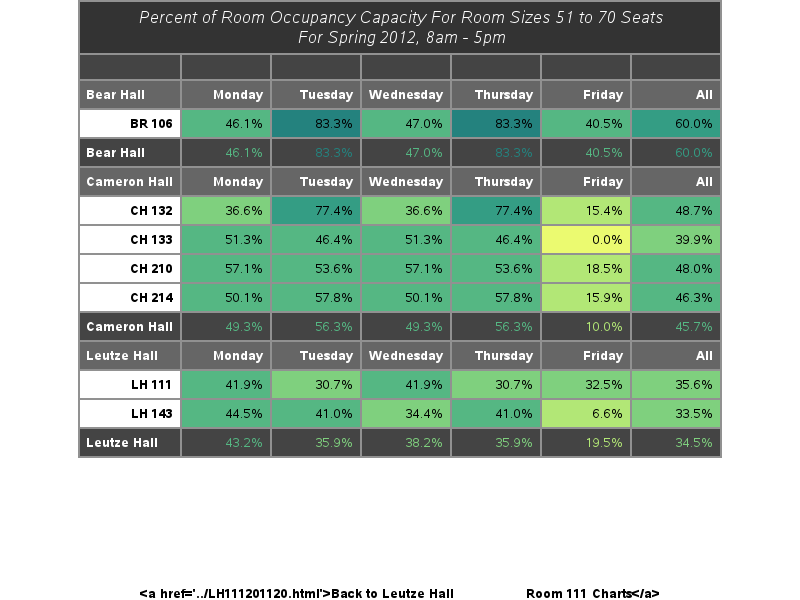 Percent of Room Occupancy Capacity For Room Sizes 51 to 70 Seats
For Spring 2012, 8am - 5pm
Bear Hall Monday Tuesday Wednesday Thursday Friday All
BR 106 46.1% 83.3% 47.0% 83.3% 40.5% 60.0%
Bear Hall 46.1% 83.3% 47.0% 83.3% 40.5% 60.0%
Cameron Hall Monday Tuesday Wednesday Thursday Friday All
CH 132 36.6% 77.4% 36.6% 77.4% 15.4% 48.7%
CH 133 51.3% 46.4% 51.3% 46.4% 0.0% 39.9%
CH 210 57.1% 53.6% 57.1% 53.6% 18.5% 48.0%
CH 214 50.1% 57.8% 50.1% 57.8% 15.9% 46.3%
Cameron Hall 49.3% 56.3% 49.3% 56.3% 10.0% 45.7%
Leutze Hall Monday Tuesday Wednesday Thursday Friday All
LH 111 41.9% 30.7% 41.9% 30.7% 32.5% 35.6%
LH 143 44.5% 41.0% 34.4% 41.0% 6.6% 33.5%
Leutze Hall 43.2% 35.9% 38.2% 35.9% 19.5% 34.5%
<a href='../LH111201120.html'>Back to Leutze Hall Room 111 Charts</a>